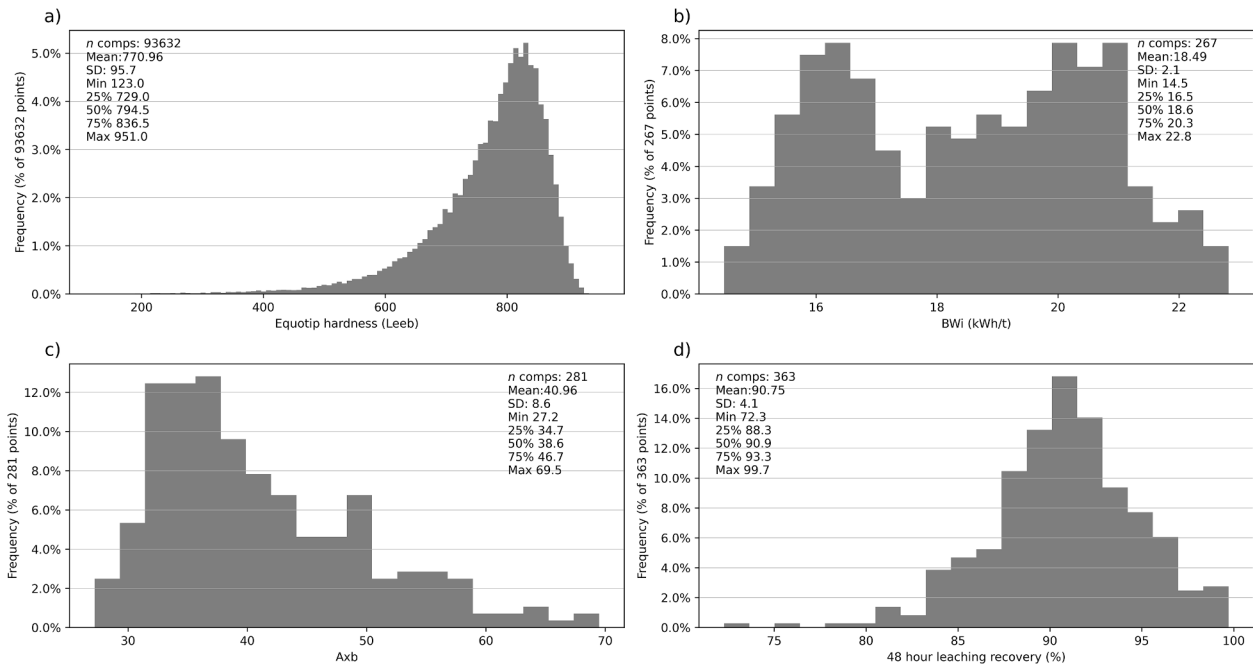 a)
n comps: 93632
Mean:770.96
SD: 95.7
Min 123.0
25% 729.0
50% 794.5
75% 836.5
Max 951.0
Frequency (% of 93632 points)
5.0%
4.0%
3.0%
2.0%
1.0%
0.0%
200
400
600
800
Equotip hardness (Leeb)
b)
n comps: 267
Mean:18.49
SD: 2.1
Min 14.5
25% 16.5
50% 18.6
75% 20.3
Max 22.8
Frequency (% of 267 points)
8.0%
7.0%
6.0%
5.0%
4.0%
3.0%
2.0%
1.0%
0.0%
16
18
20
22
BWi (kWh/t)
c)
n comps: 281
Mean:40.96
SD: 8.6
Min 27.2
25% 34.7
50% 38.6
75% 46.7
Max 69.5
Frequency (% of 281 points)
12.0%
10.0%
8.0%
6.0%
4.0%
2.0%
0.0%
30
40
50
60
70
Axb
d)
n comps: 363
Mean:90.75
SD: 4.1
Min 72.3
25% 88.3
50% 90.9
75% 93.3
Max 99.7
Frequency (% of 363 points)
16.0%
14.0%
12.0%
10.0%
8.0%
6.0%
4.0%
2.0%
0.0%
75
80
85
90
95
100
48 hour leaching recovery (%)